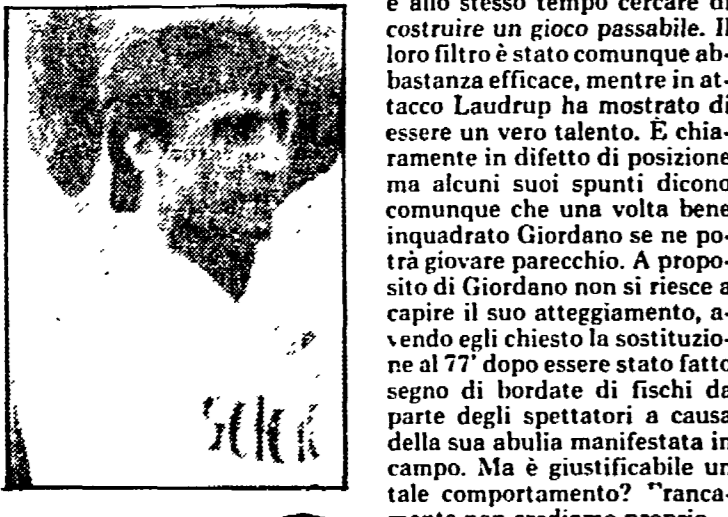 e allo stesso tempo cercare di
costruire un gioco passabile. Il
loro filtro è stato comunque ab-
bastanza efficace, mentre in at-
tacco Laudrup ha mostrato di
essere un vero talento. È chia-
ramente in difetto di posizione
ma alcuni suoi spunti dicono
comunque che una volta bene
inquadrato Giordano se ne po-
trà giovare parecchio. A propo-
sito di Giordano non si riesce a
capire il suo atteggiamento, a-
vendo egli chiesto la sostituzio-
ne al 77' dopo essere stato fatto
segno di bordate di fischi da
parte degli spettatori a causa
della sua abulia manifestata in
campo. Ma è giustificabile un
tale comportamento? Franca-
mente non crediamo proprio